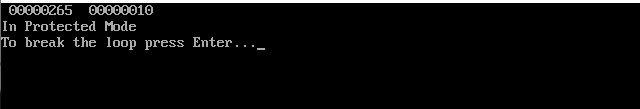 00000265  00000010
In Protected Mode
To break the loop press Enter..._